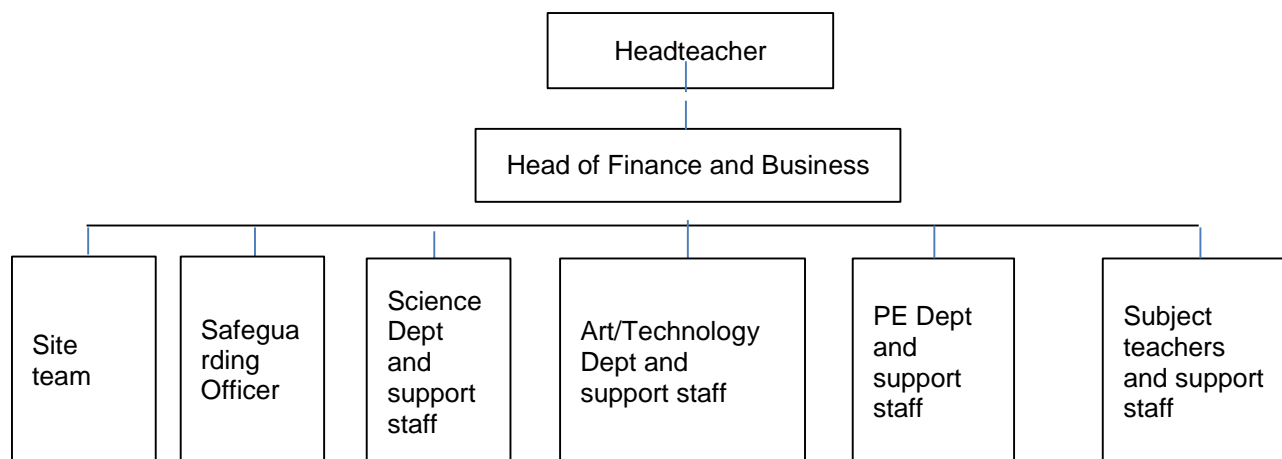 Headteacher
Head of Finance and Business
Site
team
Safegua
rding
Officer
Science
Dept
and
support
staff
Art/Technology
Dept and
support staff
PE Dept
and
support
staff
Subject
teachers
and support
staff